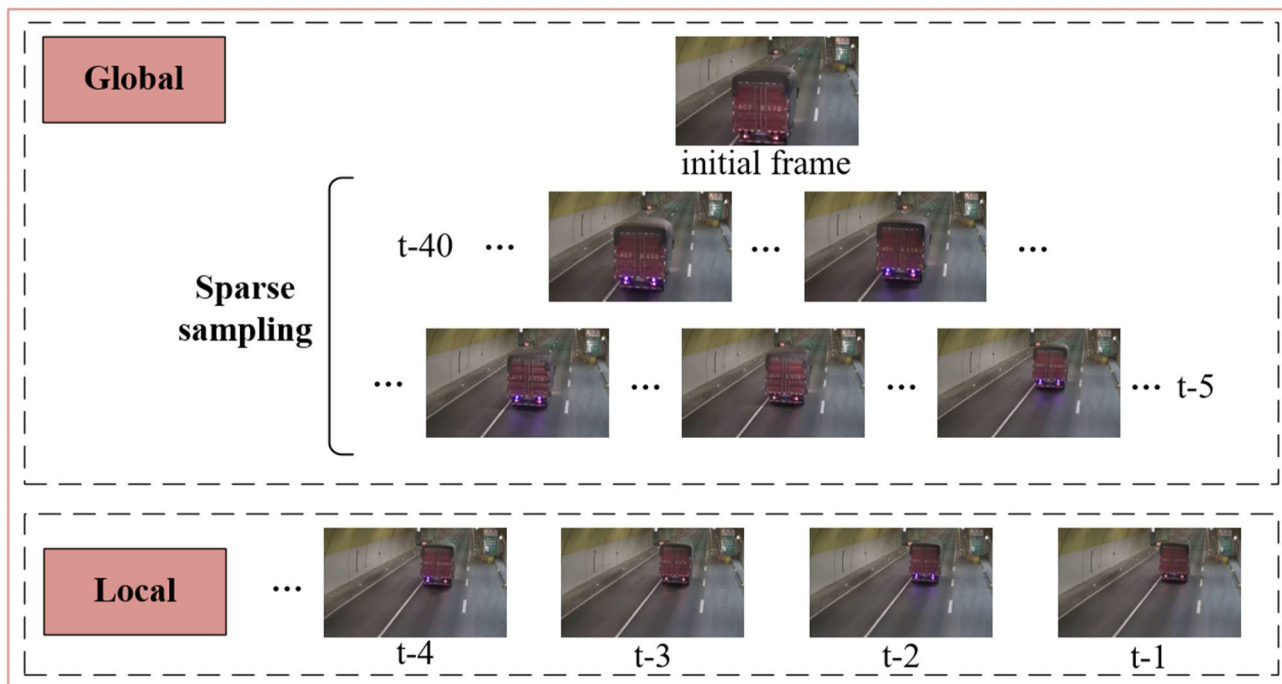 Global
initial frame
t-40 ... ... ...
Sparse
sampling
... ... ... ... t-5
Local
...
t-4 t-3 t-2 t-1